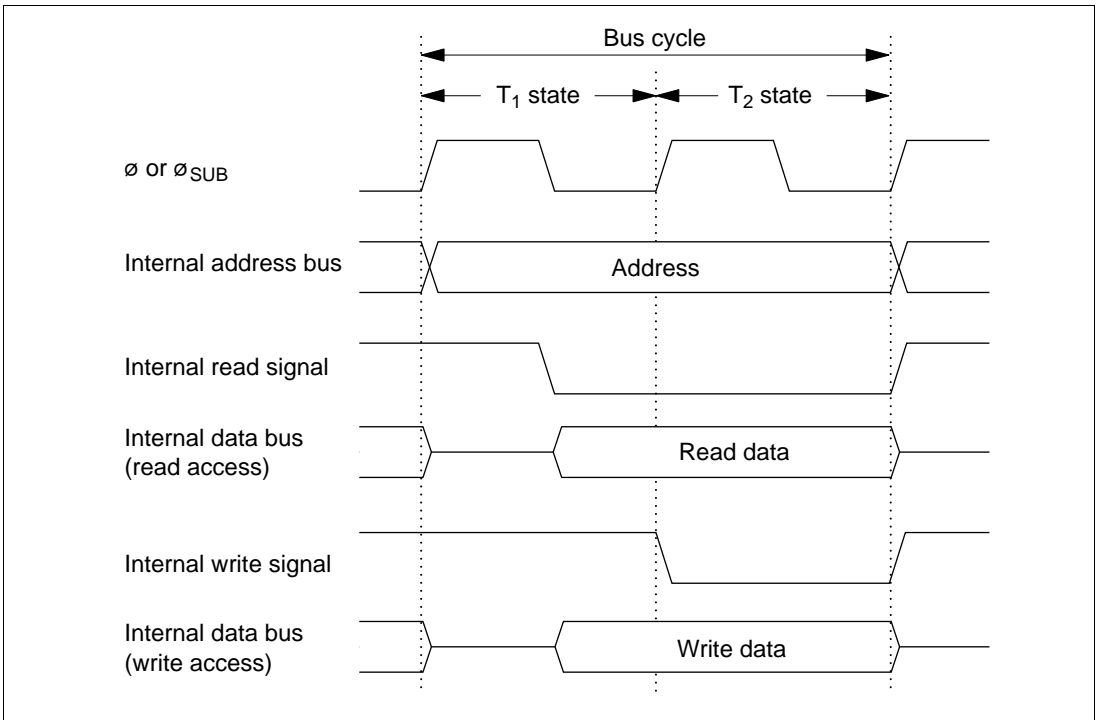 Bus cycle
T₁ state
T₂ state
ø or ø SUB
Internal address bus
Address
Internal read signal
Internal data bus
(read access)
Read data
Internal write signal
Internal data bus
(write access)
Write data